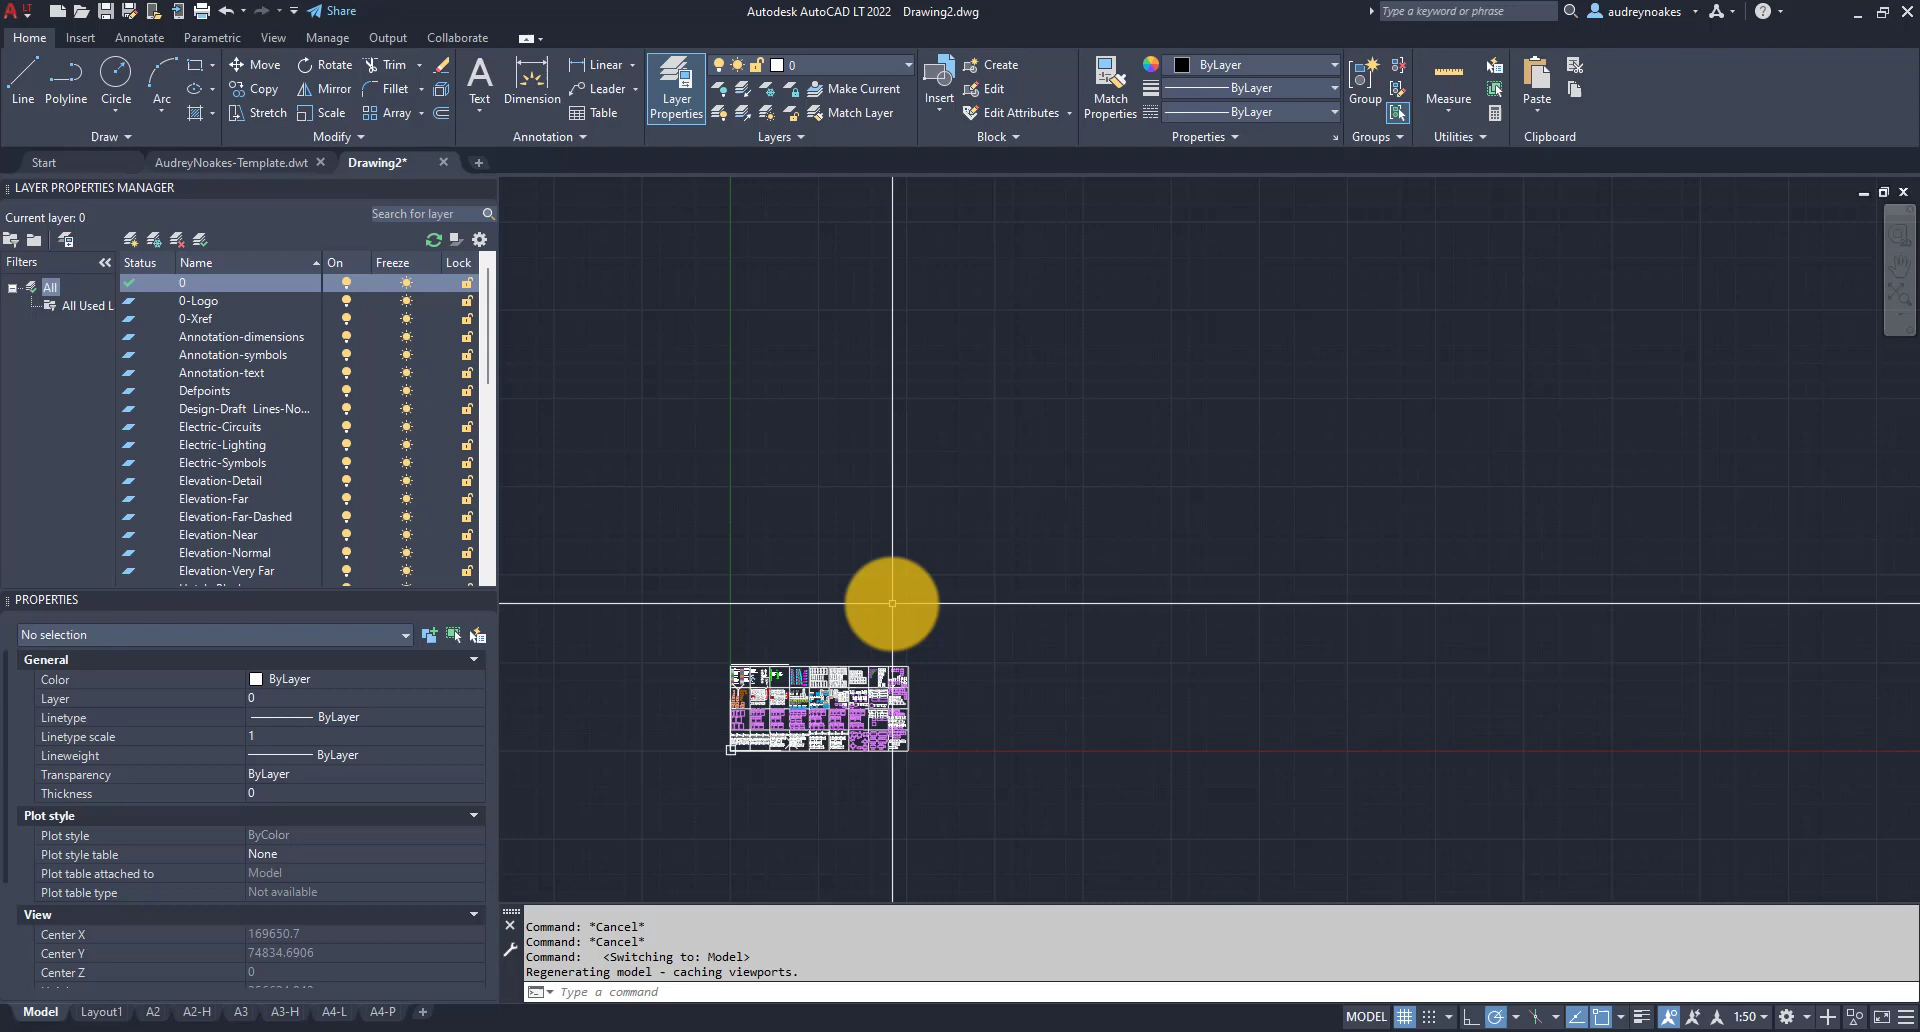 Share
Autodesk AutoCAD LT 2022 Drawing2.dwg
Type a keyword or phrase
audreynoakes
Home Insert Annotate Parametric View Manage Output Collaborate
Line Polyline Circle Arc
Draw
Move Rotate Trim
Copy Mirror Fillet
Stretch Scale Array
Modify
Text Dimension
Linear
Leader
Table
Annotation
Layer Properties
0
Make Current
Match Layer
Layers
Insert
Create
Edit
Edit Attributes
Block
Match Properties
ByLayer
ByLayer
ByLayer
Properties
Group
Groups
Measure
Utilities
Paste
Clipboard
Start AudreyNoakes-Template.dwt Drawing2*
LAYER PROPERTIES MANAGER
Current layer: 0
Search for layer
Filters
All
All Used L
Status Name On Freeze Lock
0
0-Logo
0-Xref
Annotation-dimensions
Annotation-symbols
Annotation-text
Defpoints
Design-Draft Lines-No...
Electric-Circuits
Electric-Lighting
Electric-Symbols
Elevation-Detail
Elevation-Far
Elevation-Far-Dashed
Elevation-Near
Elevation-Normal
Elevation-Very Far
PROPERTIES
No selection
General
Color ByLayer
Layer 0
Linetype ByLayer
Linetype scale 1
Lineweight ByLayer
Transparency ByLayer
Thickness 0
Plot style
Plot style ByColor
Plot style table None
Plot table attached to Model
Plot table type Not available
View
Center X 169650.7
Center Y 74834.6906
Center Z 0
Command: *Cancel*
Command: *Cancel*
Command: <Switching to: Model>
Regenerating model - caching viewports.
Type a command
Model Layout1 A2 A2-H A3 A3-H A4-L A4-P
MODEL
1:50